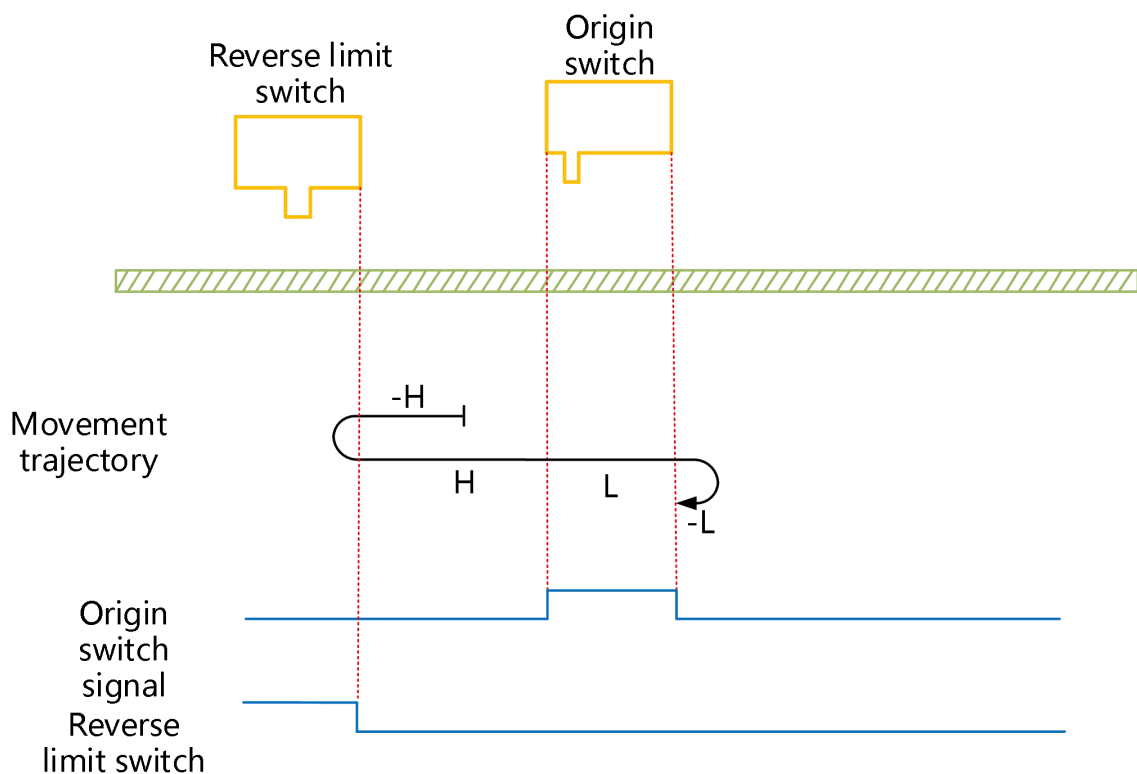 Reverse limit
switch
Origin
switch
-H
Movement
trajectory
H
L
-L
Origin
switch
signal
Reverse
limit switch